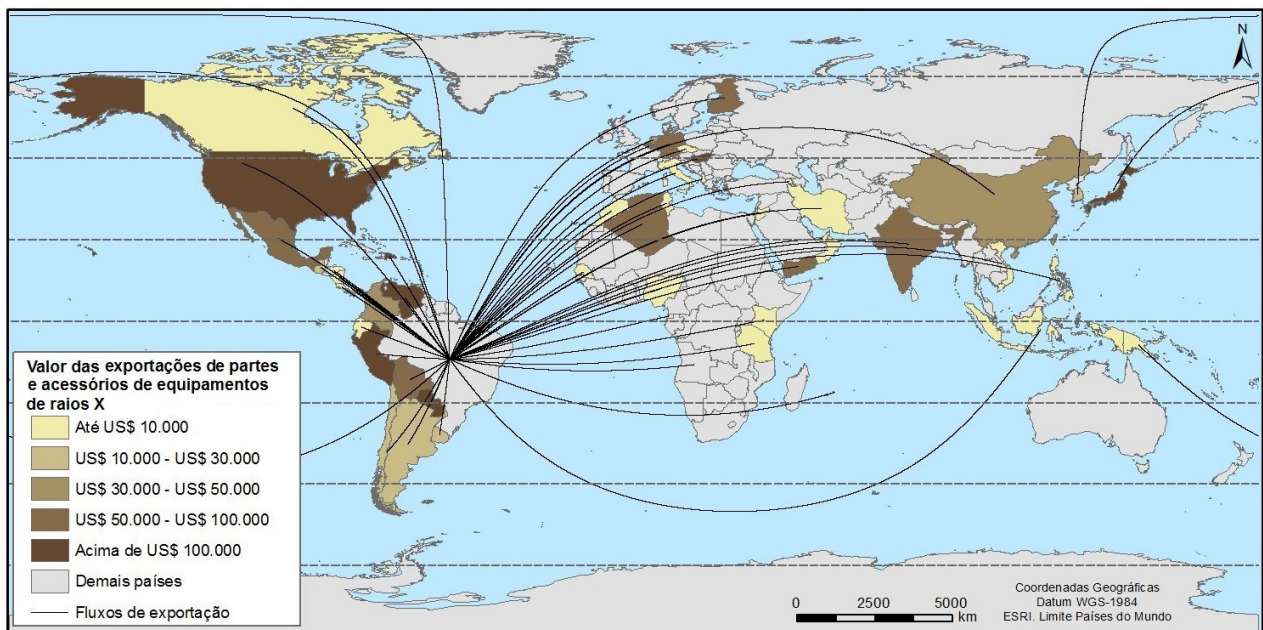 N
Valor das exportações de partes
e acessórios de equipamentos
de raios X
Até US$ 10.000
US$ 10.000 - US$ 30.000
US$ 30.000 - US$ 50.000
US$ 50.000 - US$ 100.000
Acima de US$ 100.000
Demais países
Fluxos de exportação
0 2500 5000
km
Coordenadas Geográficas
Datum WGS-1984
ESRI. Limite Países do Mundo